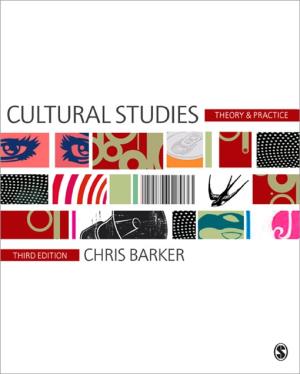 CULTURAL STUDIES
THEORY & PRACTICE
THIRD EDITION
CHRIS BARKER
S